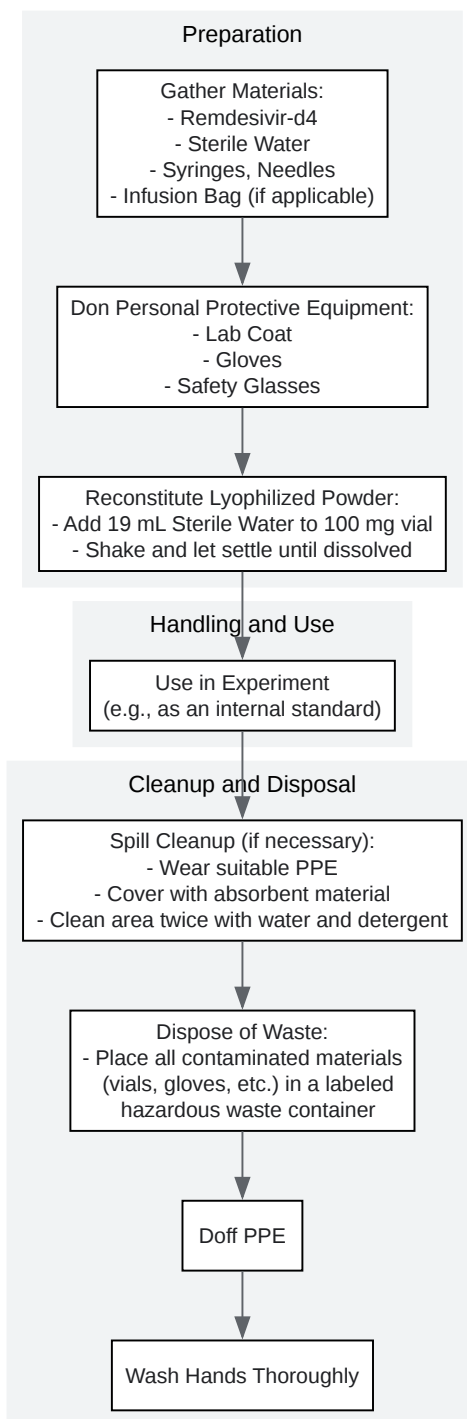 Preparation
Gather Materials:
- Remdesivir-d4
- Sterile Water
- Syringes, Needles
- Infusion Bag (if applicable)
Don Personal Protective Equipment:
- Lab Coat
- Gloves
- Safety Glasses
Reconstitute Lyophilized Powder:
- Add 19 mL Sterile Water to 100 mg vial
- Shake and let settle until dissolved
Handling and Use
Use in Experiment
(e.g., as an internal standard)
Cleanup and Disposal
Spill Cleanup (if necessary):
- Wear suitable PPE
- Cover with absorbent material
- Clean area twice with water and detergent
Dispose of Waste:
- Place all contaminated materials
(vials, gloves, etc.) in a labeled
hazardous waste container
Doff PPE
Wash Hands Thoroughly